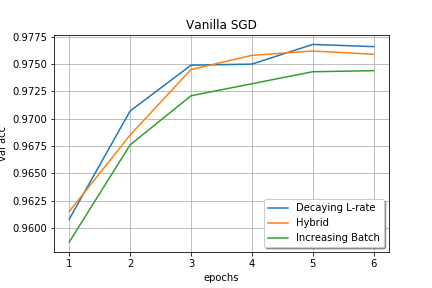 Vanilla SGD
0.9775
0.9750
0.9725
0.9700
0.9675
0.9650
0.9625
0.9600
val acc
1 2 3 4 5 6
epochs
Decaying L-rate
Hybrid
Increasing Batch